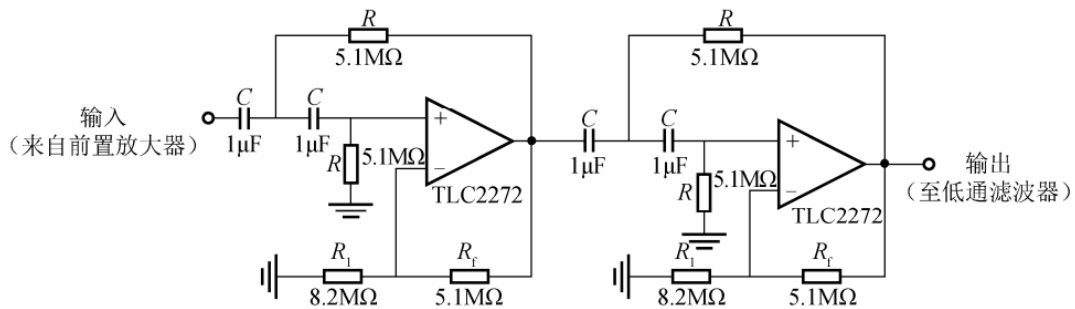 R
5.1MΩ
R
5.1MΩ
输入
（来自前置放大器）
C
1μF
C
1μF
R
5.1MΩ
+
−
TLC2272
C
1μF
C
1μF
R
5.1MΩ
+
−
TLC2272
输出
（至低通滤波器）
R1
8.2MΩ
Rf
5.1MΩ
R1
8.2MΩ
Rf
5.1MΩ